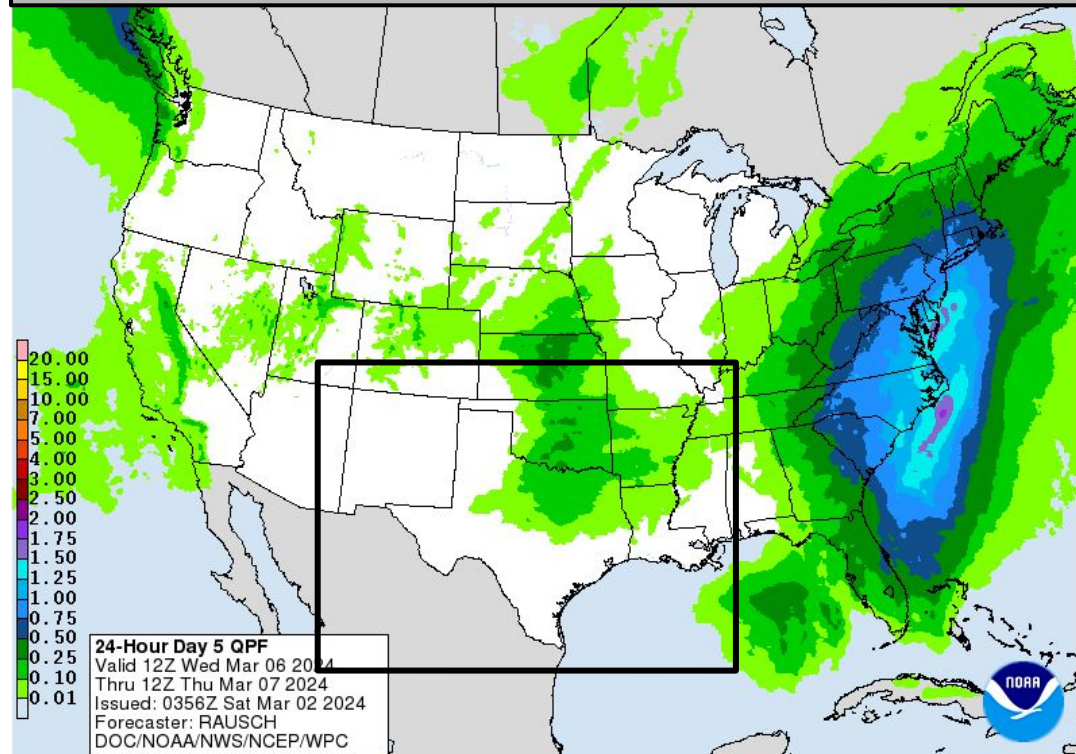 20.00
15.00
10.00
7.00
5.00
4.00
3.00
2.50
2.00
1.75
1.50
1.25
1.00
0.75
0.50
0.25
0.10
0.01
24-Hour Day 5 QPF
Valid 12Z Wed Mar 06 2024
Thru 12Z Thu Mar 07 2024
Issued: 0356Z Sat Mar 02 2024
Forecaster: RAUSCH
DOC/NOAA/NWS/NCEP/WPC
NOAA